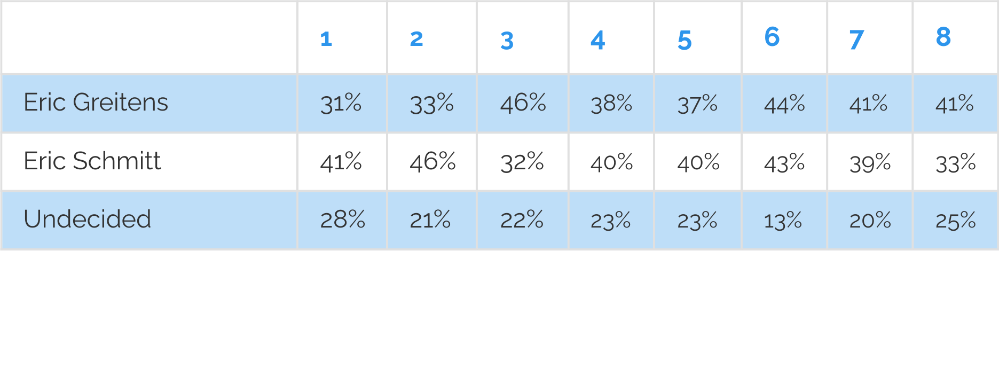 1 2 3 4 5 6 7 8
Eric Greitens 31% 33% 46% 38% 37% 44% 41% 41%
Eric Schmitt 41% 46% 32% 40% 40% 43% 39% 33%
Undecided 28% 21% 22% 23% 23% 13% 20% 25%